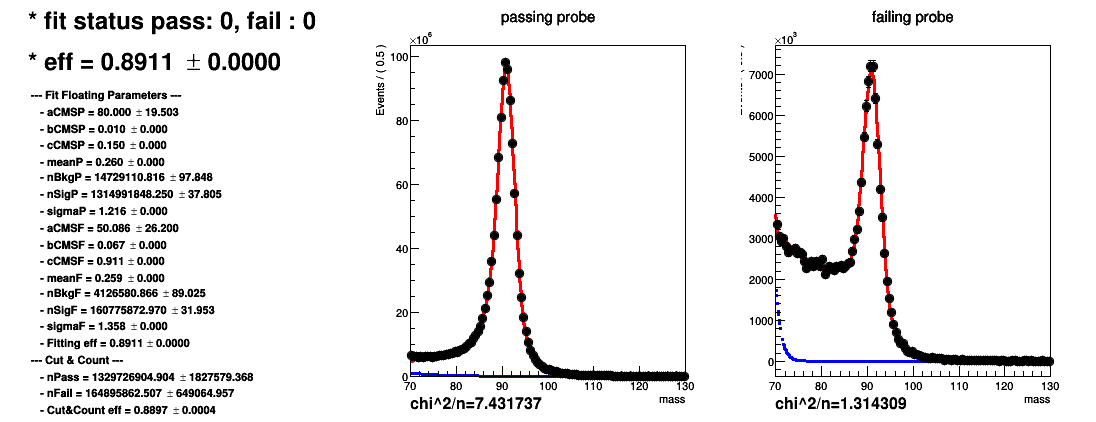 * fit status pass: 0, fail : 0
* eff = 0.8911 ± 0.0000
--- Fit Floating Parameters ---
- aCMSP = 80.000 ± 19.503
- bCMSP = 0.010 ± 0.000
- cCMSP = 0.150 ± 0.000
- meanP = 0.260 ± 0.000
- nBkgP = 14729110.816 ± 97.848
- nSigP = 1314991848.250 ± 37.805
- sigmaP = 1.216 ± 0.000
- aCMSF = 50.086 ± 26.200
- bCMSF = 0.067 ± 0.000
- cCMSF = 0.911 ± 0.000
- meanF = 0.259 ± 0.000
- nBkgF = 4126580.866 ± 89.025
- nSigF = 160775872.970 ± 31.953
- sigmaF = 1.358 ± 0.000
- Fitting eff = 0.8911 ± 0.0000
--- Cut & Count ---
- nPass = 1329726904.904 ± 1827579.368
- nFail = 164895862.507 ± 649064.957
- Cut&Count eff = 0.8897 ± 0.0004
passing probe
×10^6
Events / ( 0.5 )
100
80
60
40
20
0
70 80 90 100 110 120 130
mass
chi^2/n=7.431737
failing probe
×10^3
7000
6000
5000
4000
3000
2000
1000
0
70 80 90 100 110 120 130
mass
chi^2/n=1.314309